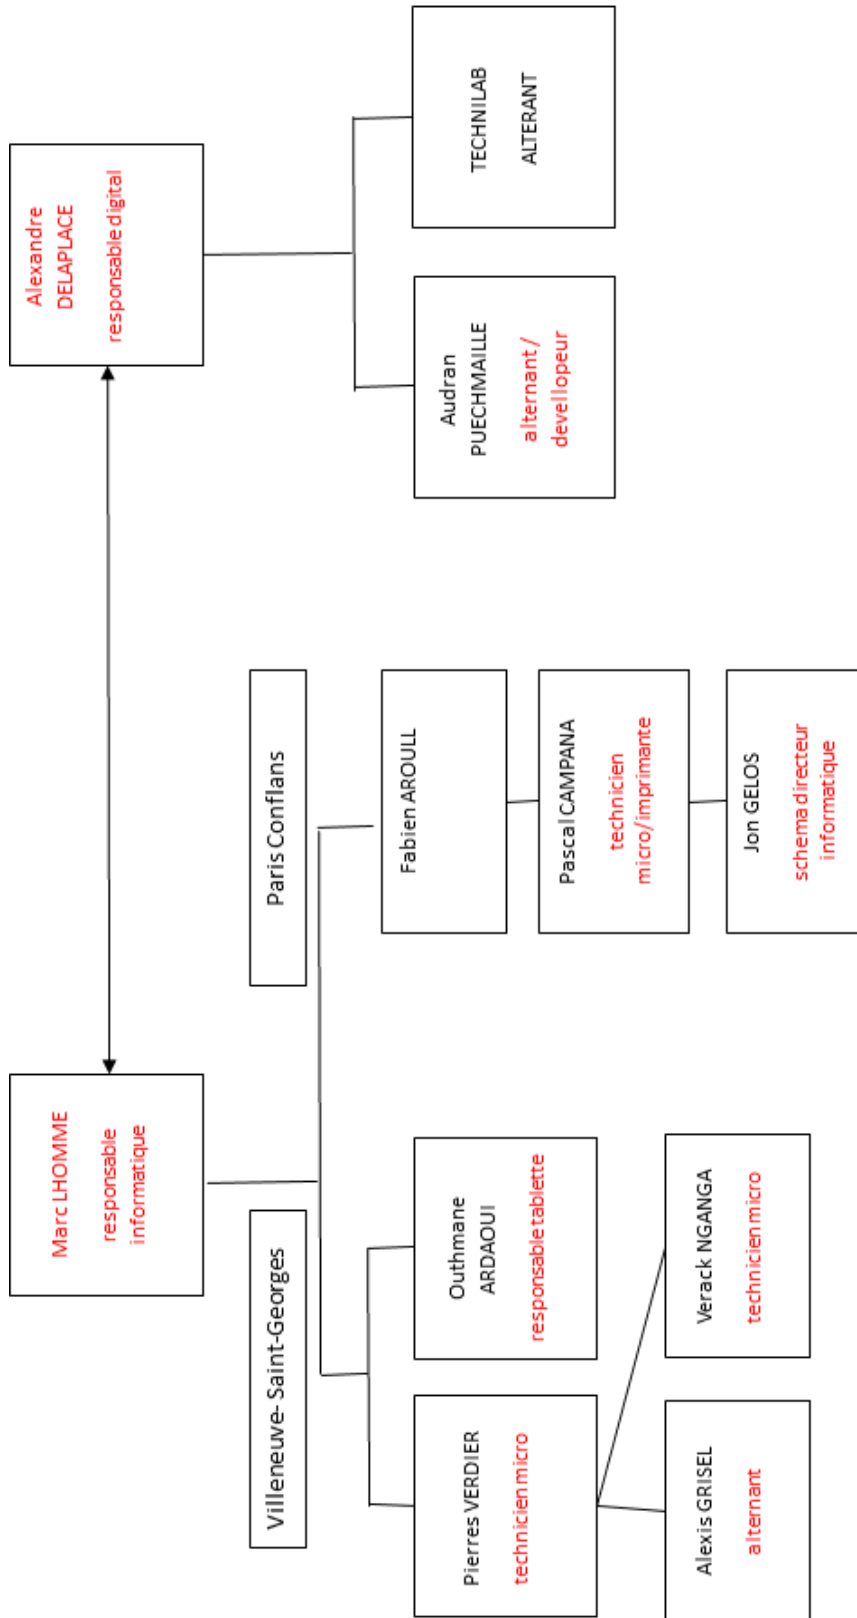 Marc LHOMME
responsable
informatique
Alexandre
DELAPLACE
responsable digital
Villeneuve- Saint-Georges
Paris Conflans
Pierres VERDIER
technicien micro
Outhmane
ARDAOUI
responsable tablette
Fabien AROULL
Audran
PUECHMAILLE
alternant /
devellopeur
TECHNILAB
ALTERANT
Pascal CAMPANA
technicien
micro/imprimante
Alexis GRISEL
alternant
Verack NGANGA
technicien micro
Jon GELOS
schema directeur
informatique